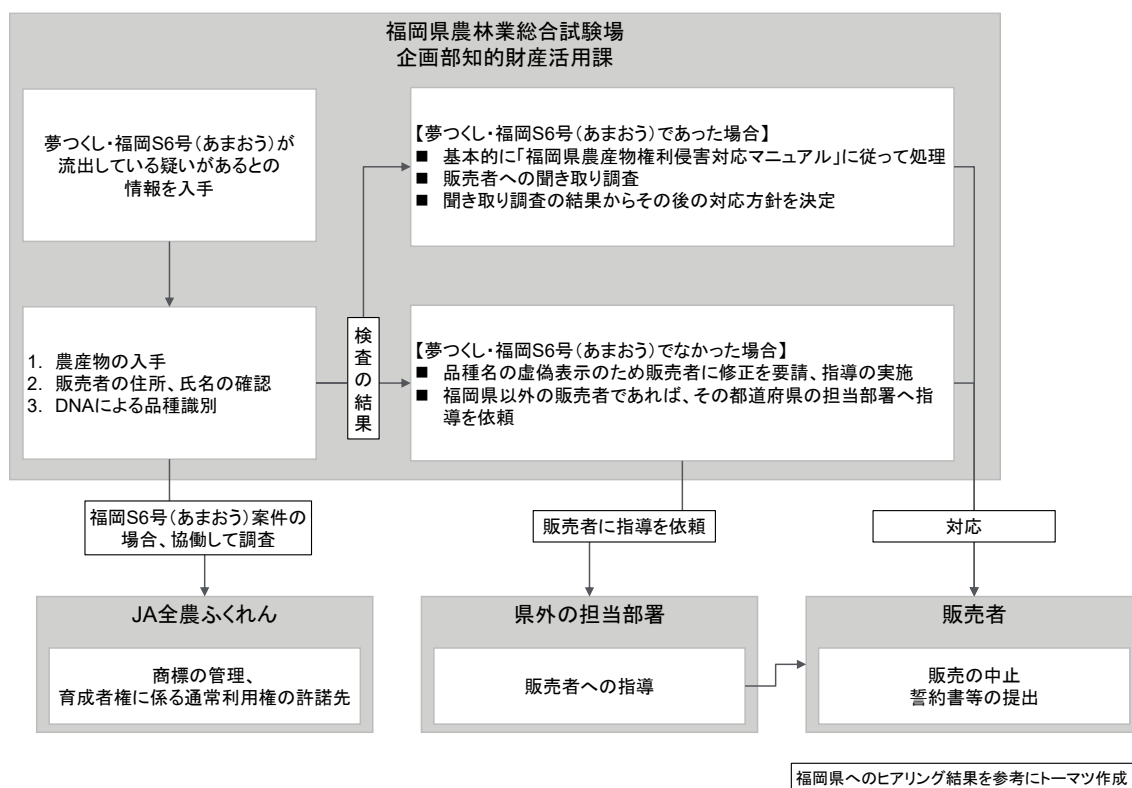 福岡県農林業総合試験場
企画部知的財産活用課
夢つくし・福岡S6号（あまおう）が
流出している疑いがあるとの
情報を入手
【夢つくし・福岡S6号（あまおう）であった場合】
■ 基本的に「福岡県農産物権利侵害対応マニュアル」に従って処理
■ 販売者への聞き取り調査
■ 聞き取り調査の結果からその後の対応方針を決定
1. 農産物の入手
2. 販売者の住所、氏名の確認
3. DNAによる品種識別
検査の結果
【夢つくし・福岡S6号（あまおう）でなかった場合】
■ 品種名の虚偽表示のため販売者に修正を要請、指導の実施
■ 福岡県以外の販売者であれば、その都道府県の担当部署へ指
導を依頼
福岡S6号（あまおう）案件の
場合、協働して調査
販売者に指導を依頼
対応
JA全農ふくれん
商標の管理、
育成者権に係る通常利用権の許諾先
県外の担当部署
販売者への指導
販売者
販売の中止
誓約書等の提出
福岡県へのヒアリング結果を参考にトーマツ作成